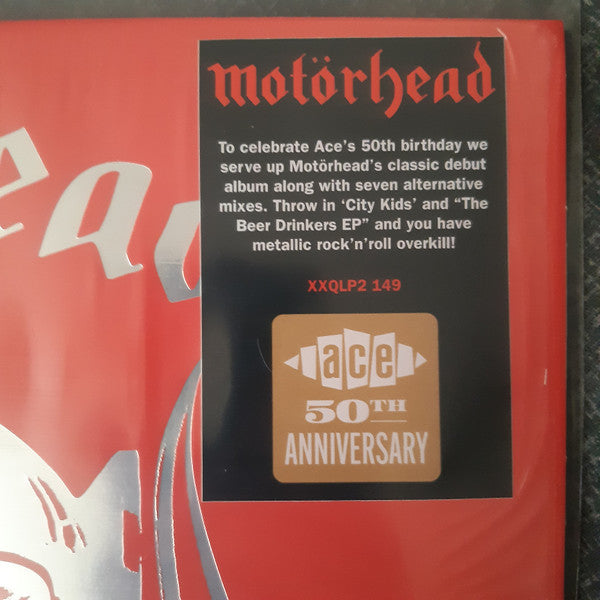 motörhead
To celebrate Ace's 50th birthday we
serve up Motörhead's classic debut
album along with seven alternative
mixes. Throw in 'City Kids' and "The
Beer Drinkers EP" and you have
metallic rock'n'roll overkill!
XXQLP2 149
ace
50TH
ANNIVERSARY
ead